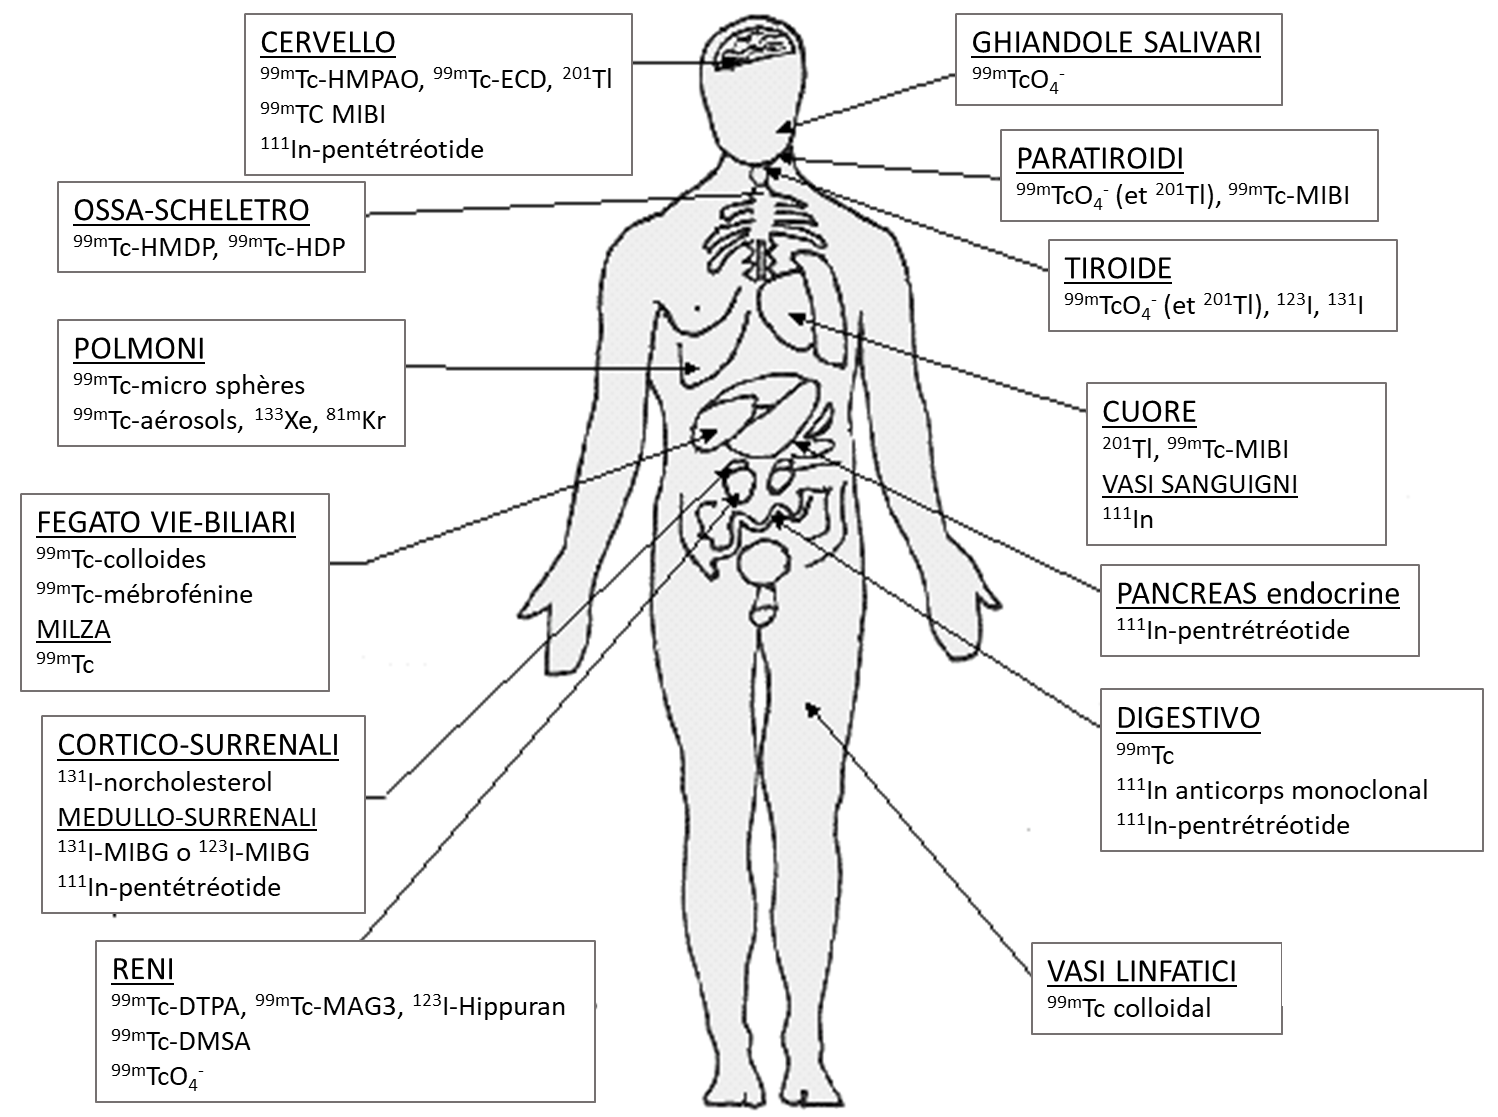 CERVELLO
⁹⁹ᵐTc-HMPAO, ⁹⁹ᵐTc-ECD, ²⁰¹Tl
⁹⁹ᵐTC MIBI
¹¹¹In-pentétréotide
OSSA-SCHELETRO
⁹⁹ᵐTc-HMDP, ⁹⁹ᵐTc-HDP
POLMONI
⁹⁹ᵐTc-micro sphères
⁹⁹ᵐTc-aérosols, ¹³³Xe, ⁸¹ᵐKr
FEGATO VIE-BILIARI
⁹⁹ᵐTc-colloides
⁹⁹ᵐTc-mébrofénine
MILZA
⁹⁹ᵐTc
CORTICO-SURRENALI
¹³¹I-norcholesterol
MEDULLO-SURRENALI
¹³¹I-MIBG o ¹²³I-MIBG
¹¹¹In-pentétréotide
RENI
⁹⁹ᵐTc-DTPA, ⁹⁹ᵐTc-MAG3, ¹²³I-Hippuran
⁹⁹ᵐTc-DMSA
⁹⁹ᵐTcO₄⁻
GHIANDOLE SALIVARI
⁹⁹ᵐTcO₄⁻
PARATIROIDI
⁹⁹ᵐTcO₄⁻ (et ²⁰¹Tl), ⁹⁹ᵐTc-MIBI
TIROIDE
⁹⁹ᵐTcO₄⁻ (et ²⁰¹Tl), ¹²³I, ¹³¹I
CUORE
²⁰¹Tl, ⁹⁹ᵐTc-MIBI
VASI SANGUIGNI
¹¹¹In
PANCREAS endocrine
¹¹¹In-pentrétréotide
DIGESTIVO
⁹⁹ᵐTc
¹¹¹In anticorps monoclonal
¹¹¹In-pentrétréotide
VASI LINFATICI
⁹⁹ᵐTc colloidal